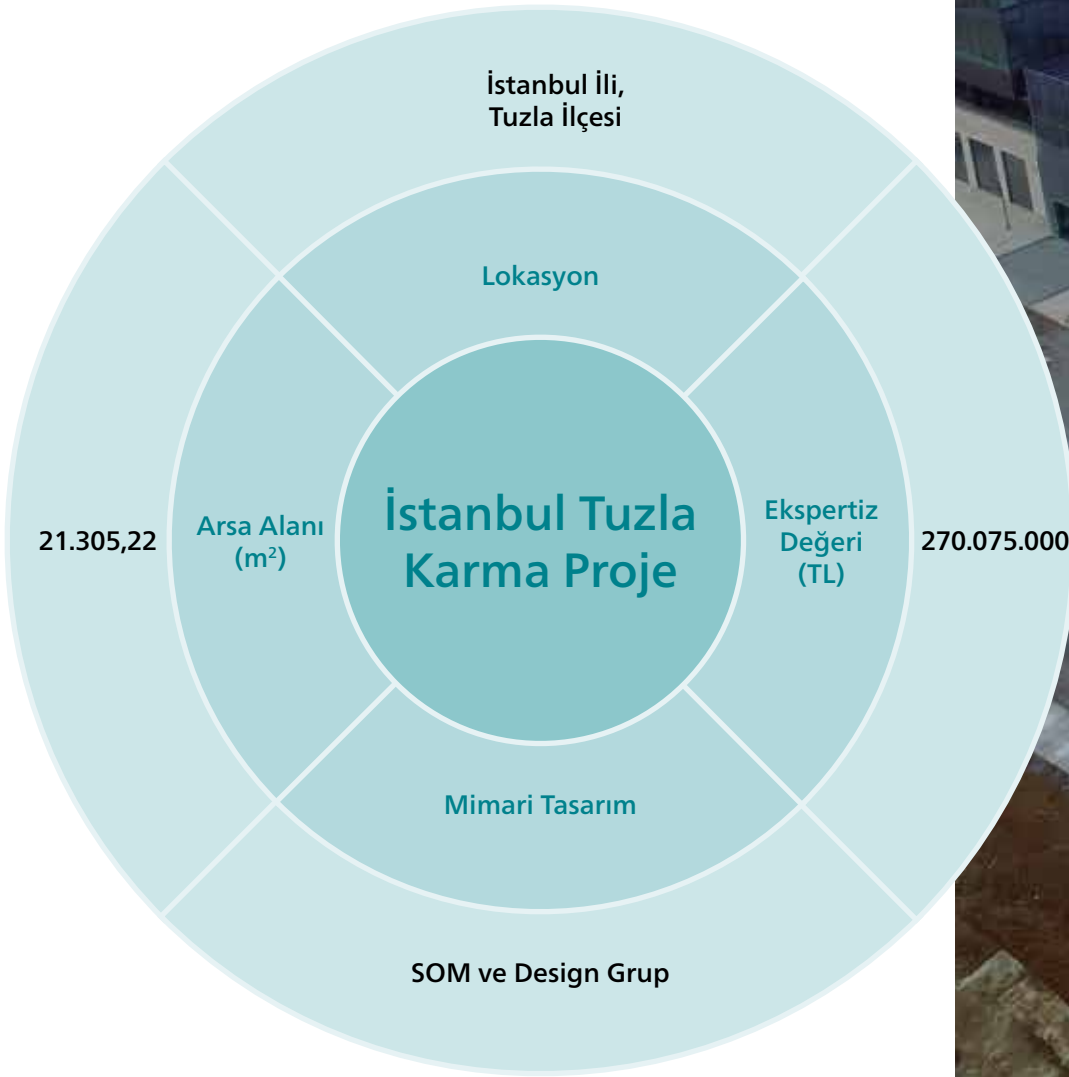 İstanbul İli,
Tuzla İlçesi
Lokasyon
21.305,22
Arsa Alanı
(m²)
İstanbul Tuzla
Karma Proje
Ekspertiz
Değeri
(TL)
270.075.000
Mimari Tasarım
SOM ve Design Grup